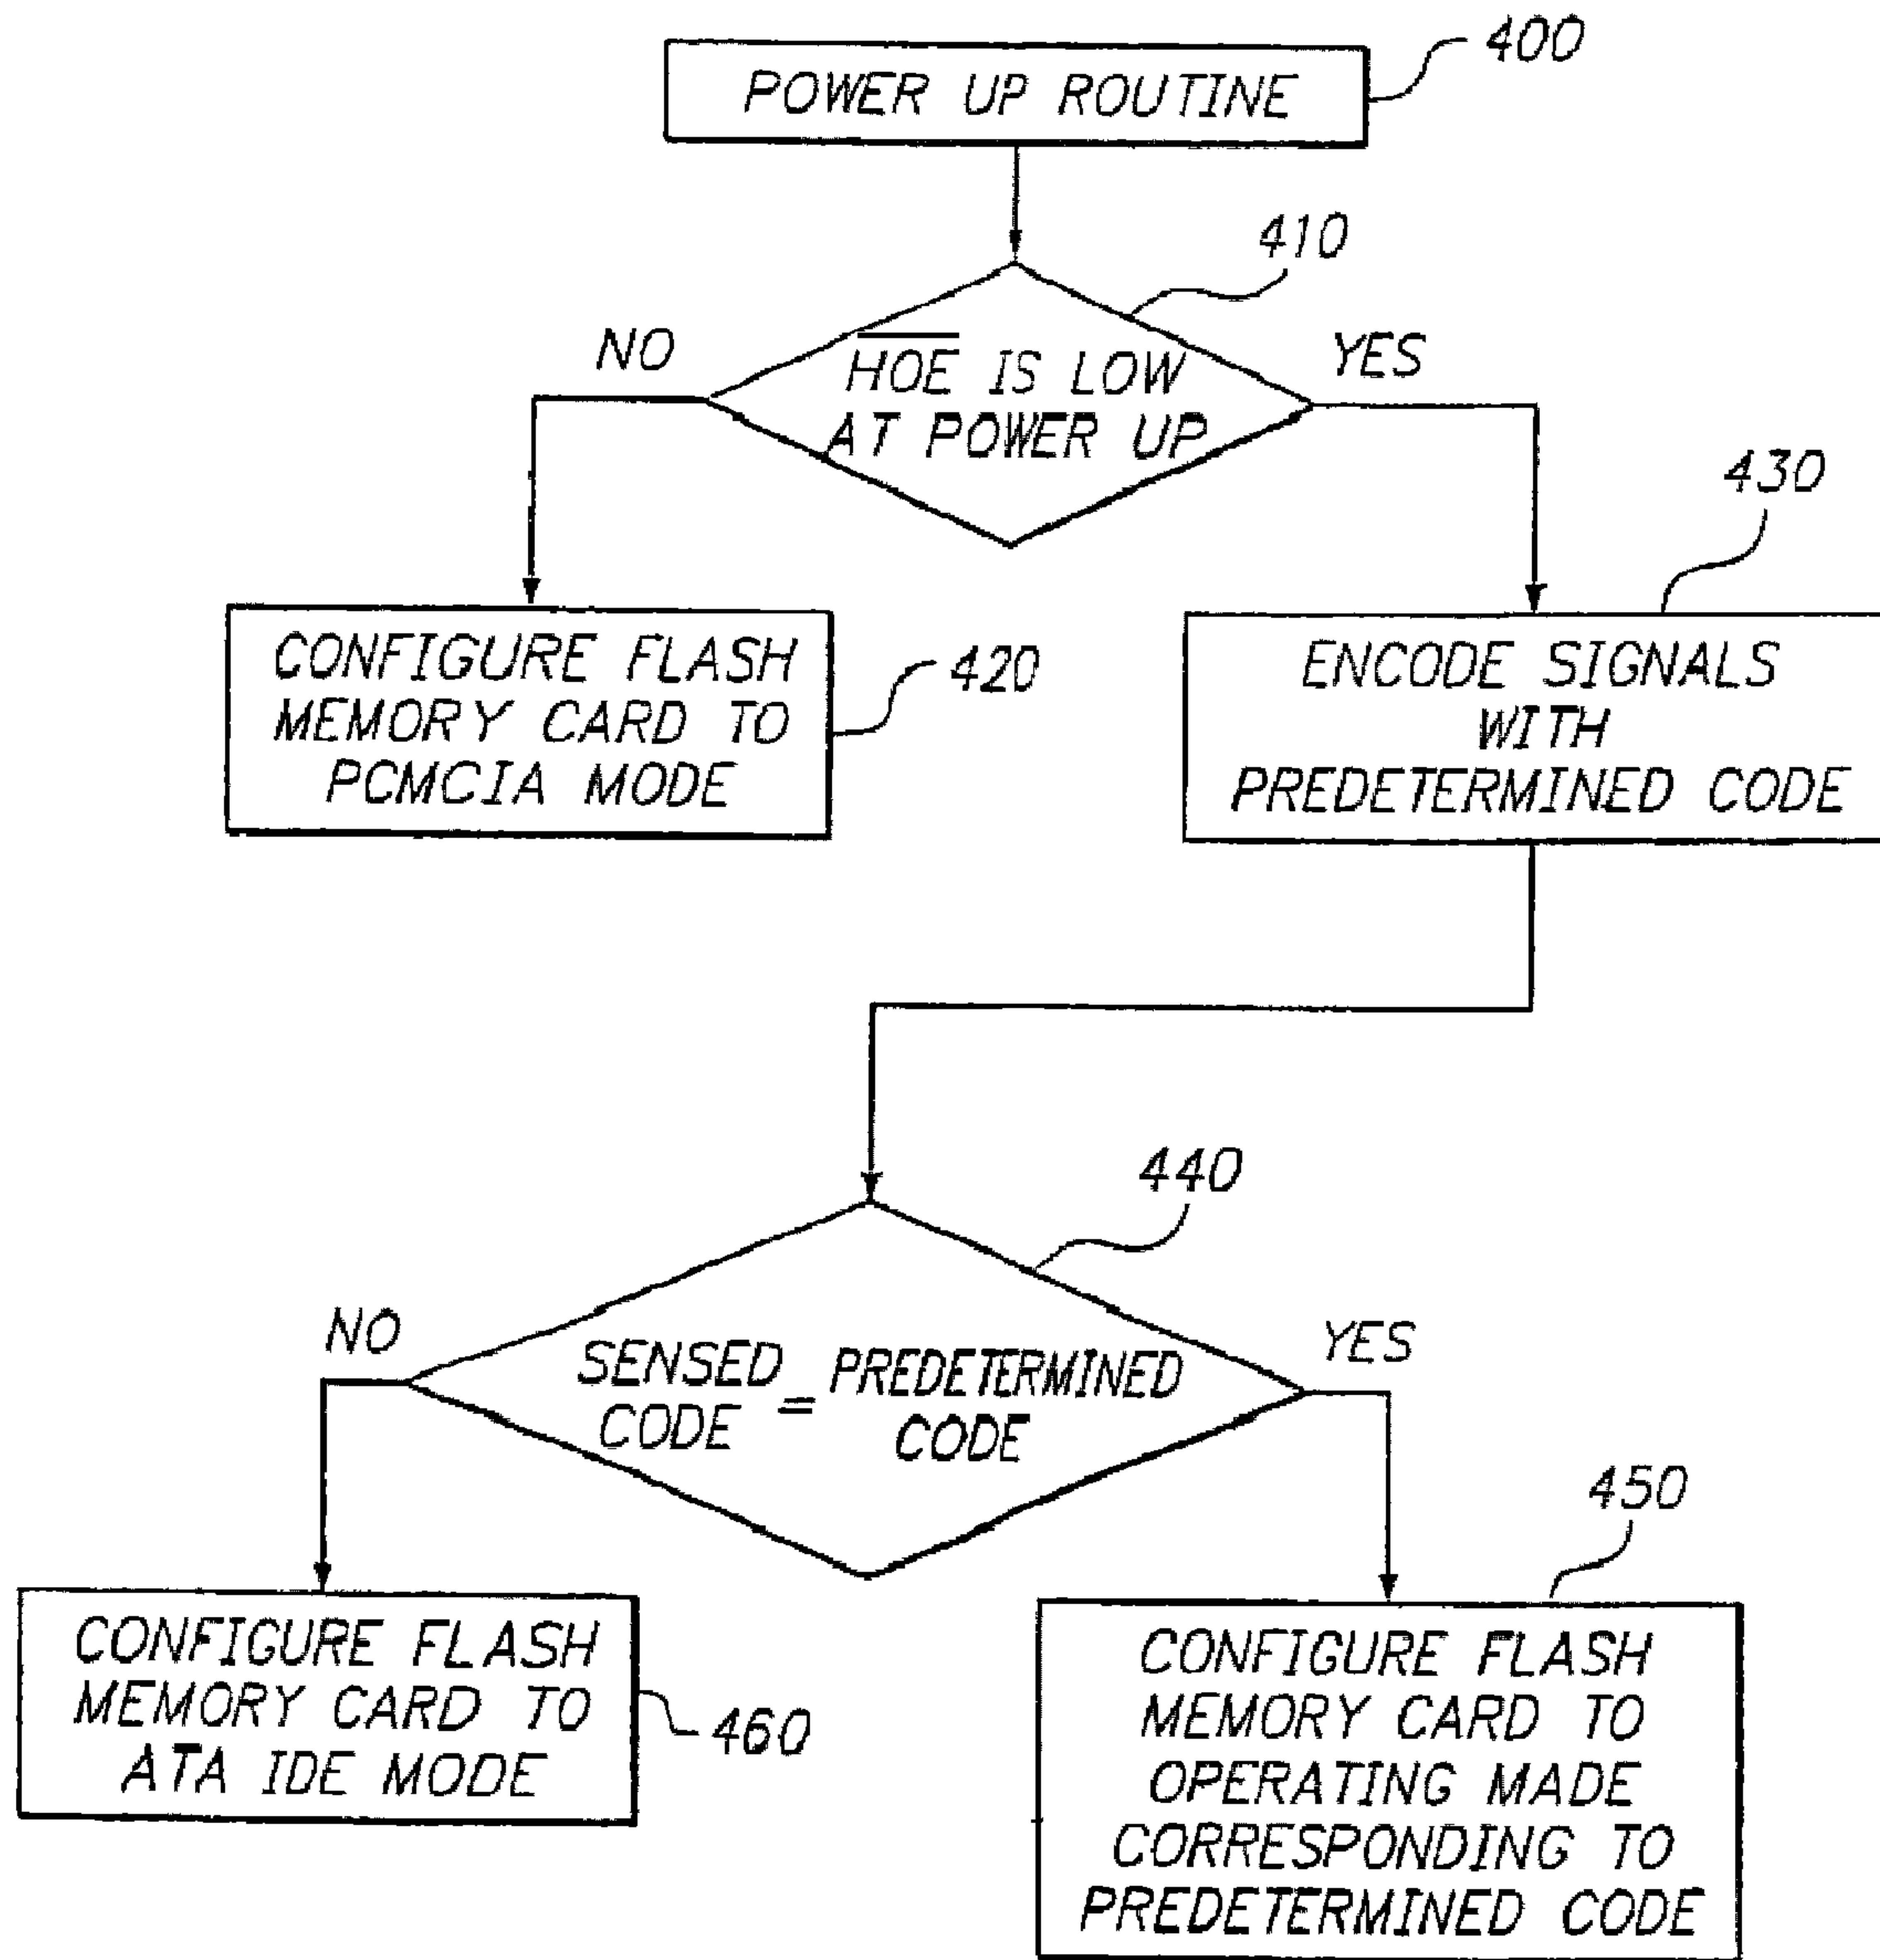 POWER UP ROUTINE
400
410
NO
H̅O̅E̅ IS LOW
AT POWER UP
YES
430
CONFIGURE FLASH
MEMORY CARD TO
PCMCIA MODE
420
ENCODE SIGNALS
WITH
PREDETERMINED CODE
440
NO
SENSED
CODE
=
PREDETERMINED
CODE
YES
450
CONFIGURE FLASH
MEMORY CARD TO
ATA IDE MODE
460
CONFIGURE FLASH
MEMORY CARD TO
OPERATING MADE
CORRESPONDING TO
PREDETERMINED CODE